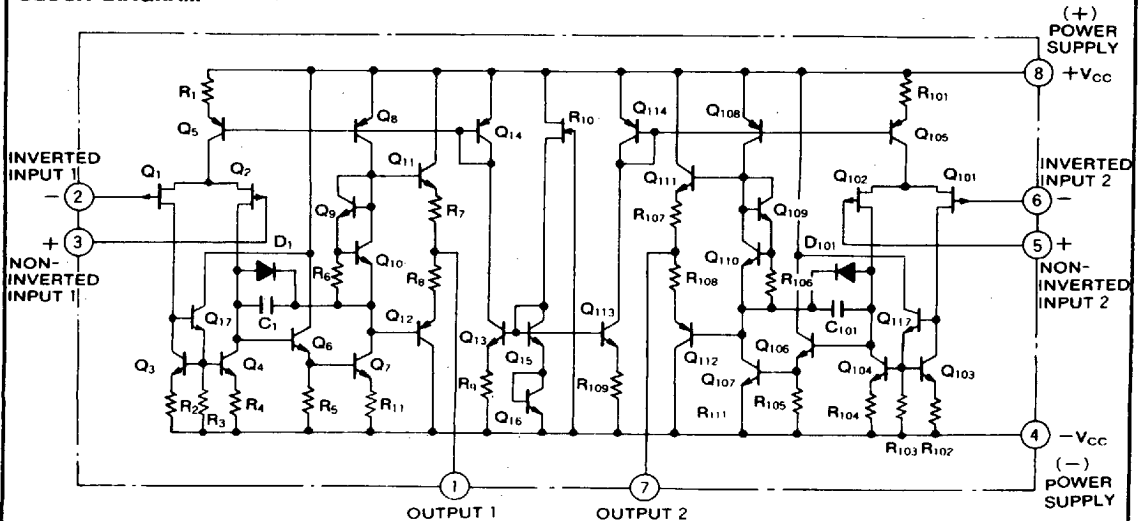 (+)
POWER
SUPPLY
8 +Vcc
R1
R101
Q5
Q8
Q14
R10
Q114
Q108
Q105
INVERTED
INPUT 1
- 2
Q1
Q2
Q11
Q111
Q102
Q101
INVERTED
INPUT 2
6 -
Q9
R7
R107
Q109
+ 3
5 +
NON-
INVERTED
INPUT 1
D1
Q10
R6
R8
Q110
R108
R106
D101
NON-
INVERTED
INPUT 2
Q17
C1
Q12
Q113
C101
Q117
Q3
Q4
Q6
Q7
Q13
Q15
Q112
Q106
Q107
Q104
Q103
R2
R3
R4
R5
R11
R9
Q16
R109
R111
R105
R104
R103
R102
4 -Vcc
(-)
POWER
SUPPLY
1
7
OUTPUT 1
OUTPUT 2